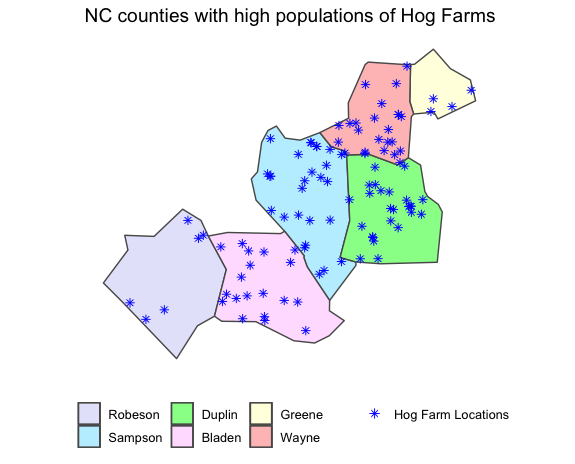 NC counties with high populations of Hog Farms
Robeson Duplin Greene Hog Farm Locations
Sampson Bladen Wayne